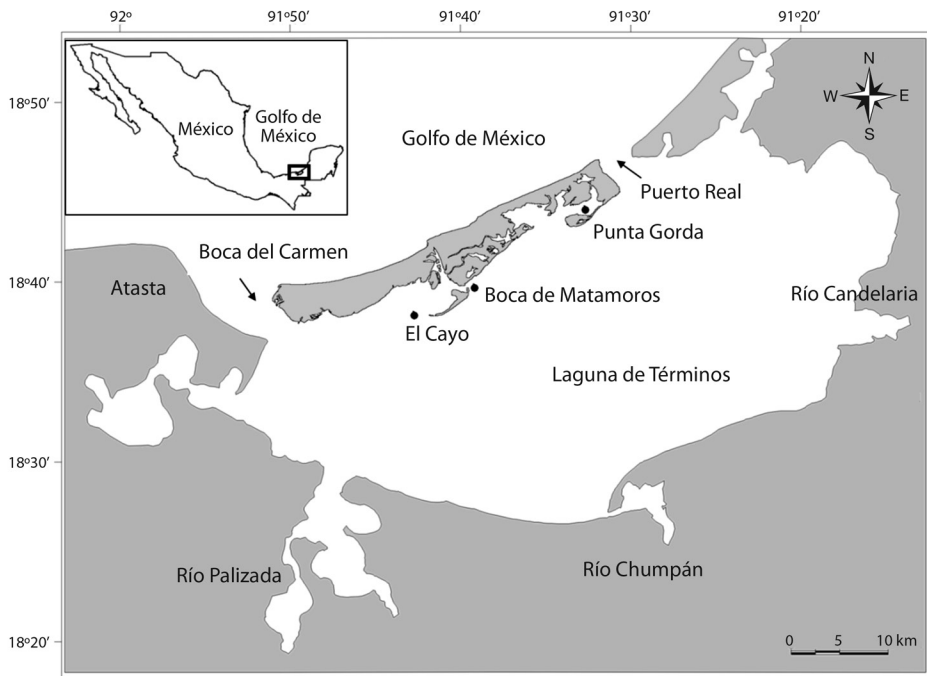 92º 91º50′ 91º40′ 91º30′ 91º20′
18º50′
18º40′
18º30′
18º20′
México
Golfo de
México
N
W E
S
Golfo de México
Puerto Real
Punta Gorda
Boca del Carmen
Atasta
Boca de Matamoros
Río Candelaria
El Cayo
Laguna de Términos
Río Palizada
Río Chumpán
0 5 10 km